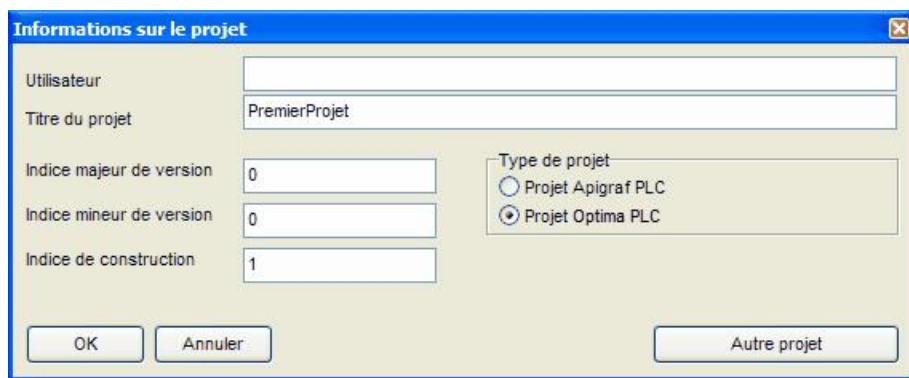 Informations sur le projet
Utilisateur
Titre du projet PremierProjet
Indice majeur de version 0
Indice mineur de version 0
Indice de construction 1
Type de projet
Projet Apigraf PLC
Projet Optima PLC
OK Annuler Autre projet